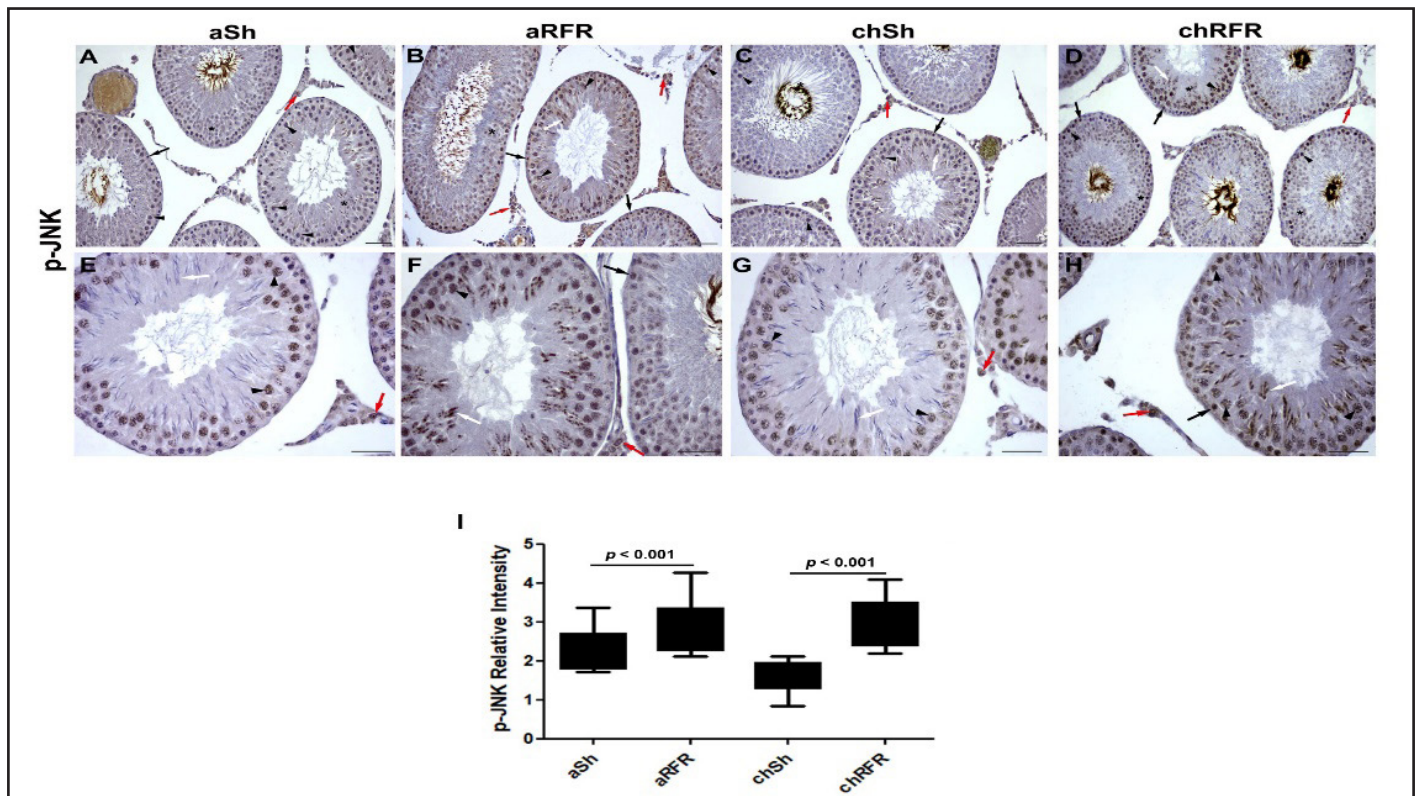 aSh aRFR chSh chRFR
A B C D
p-JNK
E F G H
I
p < 0.001 p < 0.001
p-JNK Relative Intensity
5
4
3
2
1
0
aSh aRFR chSh chRFR